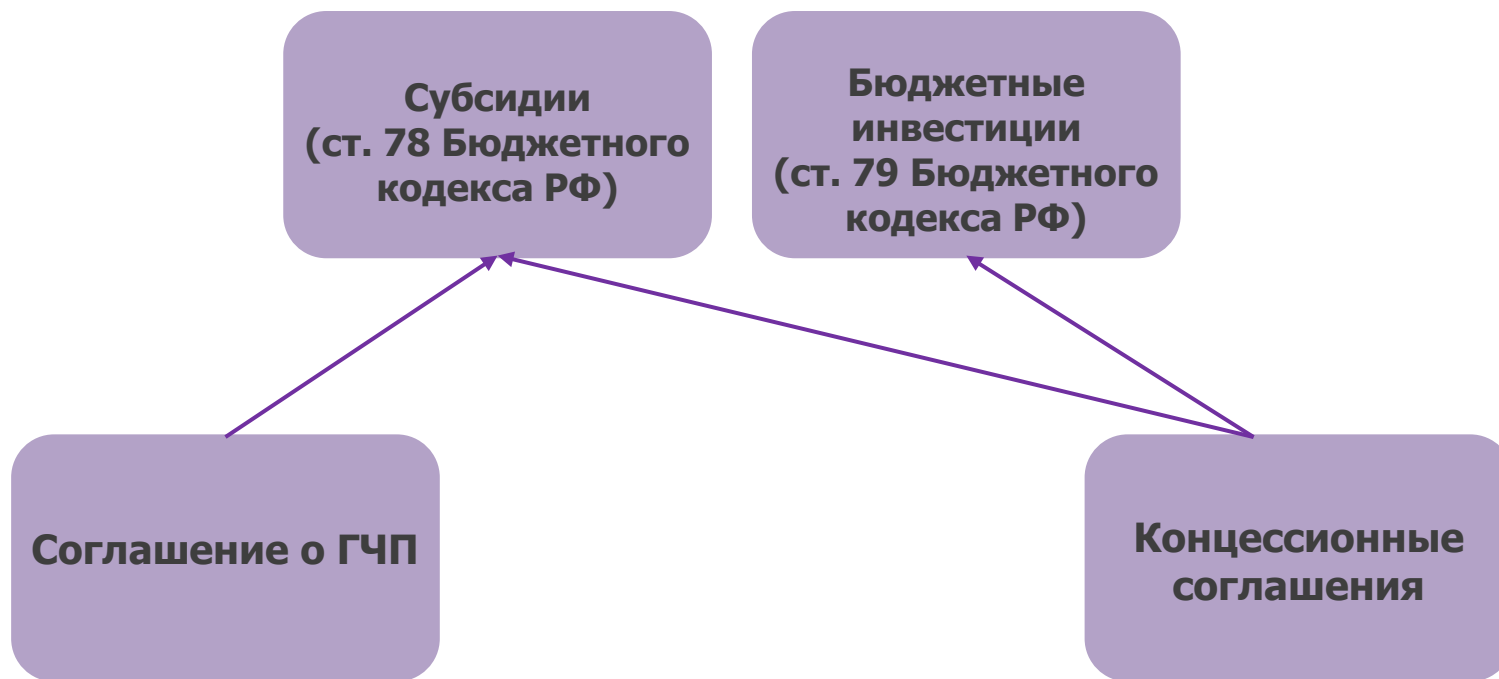 Субсидии
(ст. 78 Бюджетного
кодекса РФ)
Бюджетные
инвестиции
(ст. 79 Бюджетного
кодекса РФ)
Соглашение о ГЧП
Концессионные
соглашения